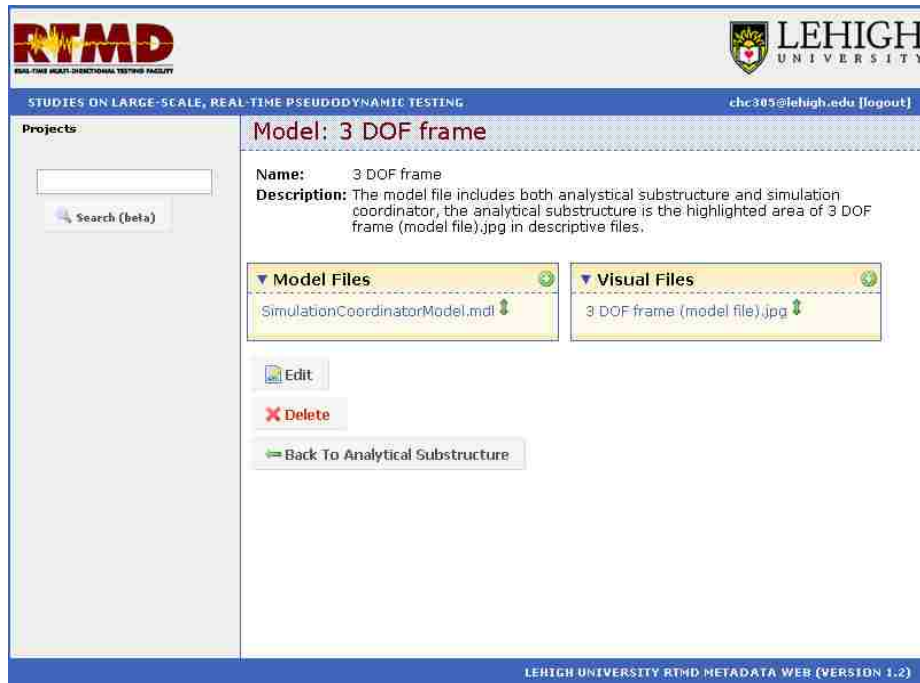 RTMD
REAL-TIME MULTI-DIRECTIONAL TESTING FACILITY
LEHIGH
UNIVERSITY
STUDIES ON LARGE-SCALE, REAL-TIME PSEUDODYNAMIC TESTING
chc305@lehigh.edu [logout]
Projects
Search (beta)
Model: 3 DOF frame
Name: 3 DOF frame
Description: The model file includes both analystical substructure and simulation
coordinator, the analytical substructure is the highlighted area of 3 DOF
frame (model file).jpg in descriptive files.
Model Files
SimulationCoordinatorModel.mdl
Visual Files
3 DOF frame (model file).jpg
Edit
Delete
Back To Analytical Substructure
LEHIGH UNIVERSITY RTMD METADATA WEB (VERSION 1.2)